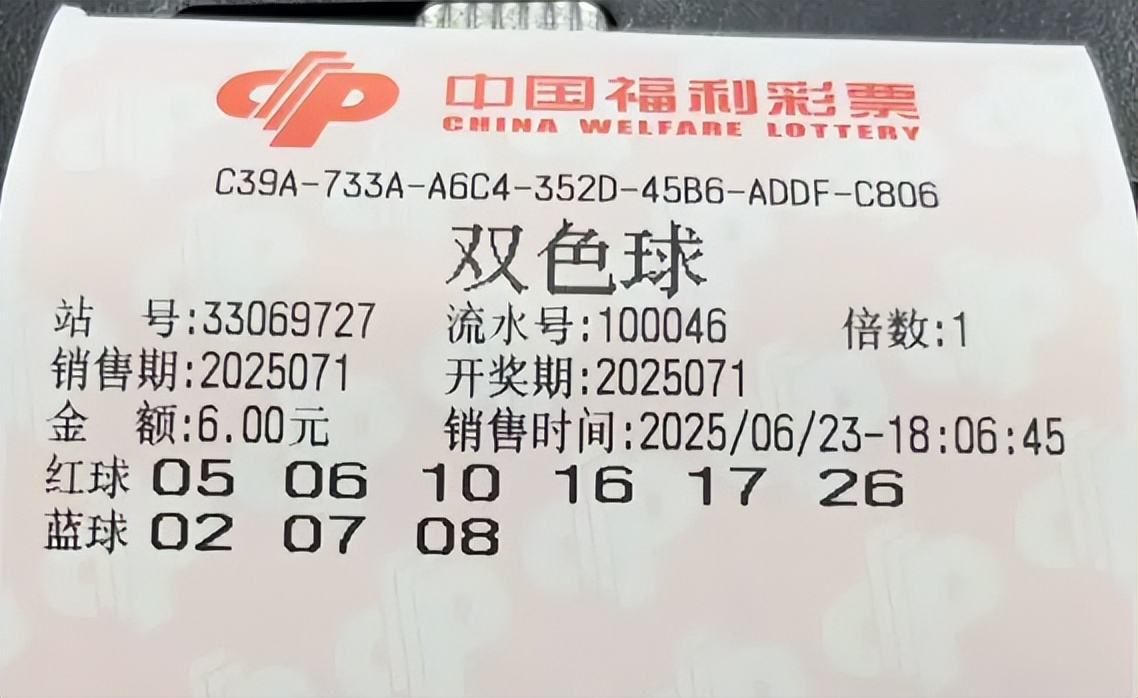 中国福利彩票
CHINA WELFARE LOTTERY
C39A-733A-A6C4-352D-45B6-ADDF-C806
双色球
站 号:33069727 流水号:100046 倍数:1
销售期:2025071 开奖期:2025071
金 额:6.00元 销售时间:2025/06/23-18:06:45
红球 05 06 10 16 17 26
蓝球 02 07 08